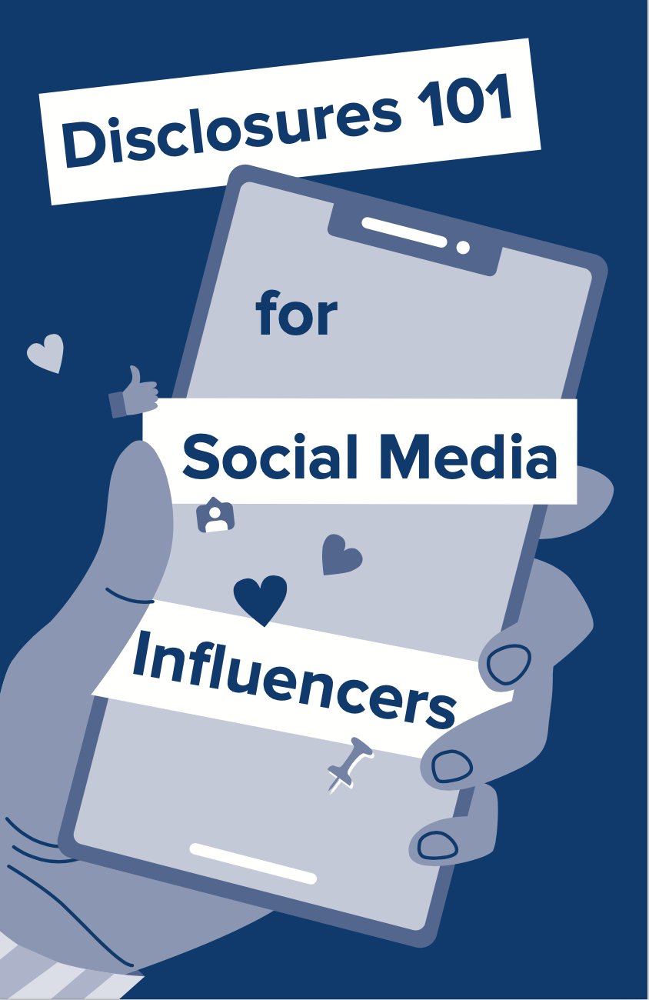 Disclosures 101
for
Social Media
Influencers